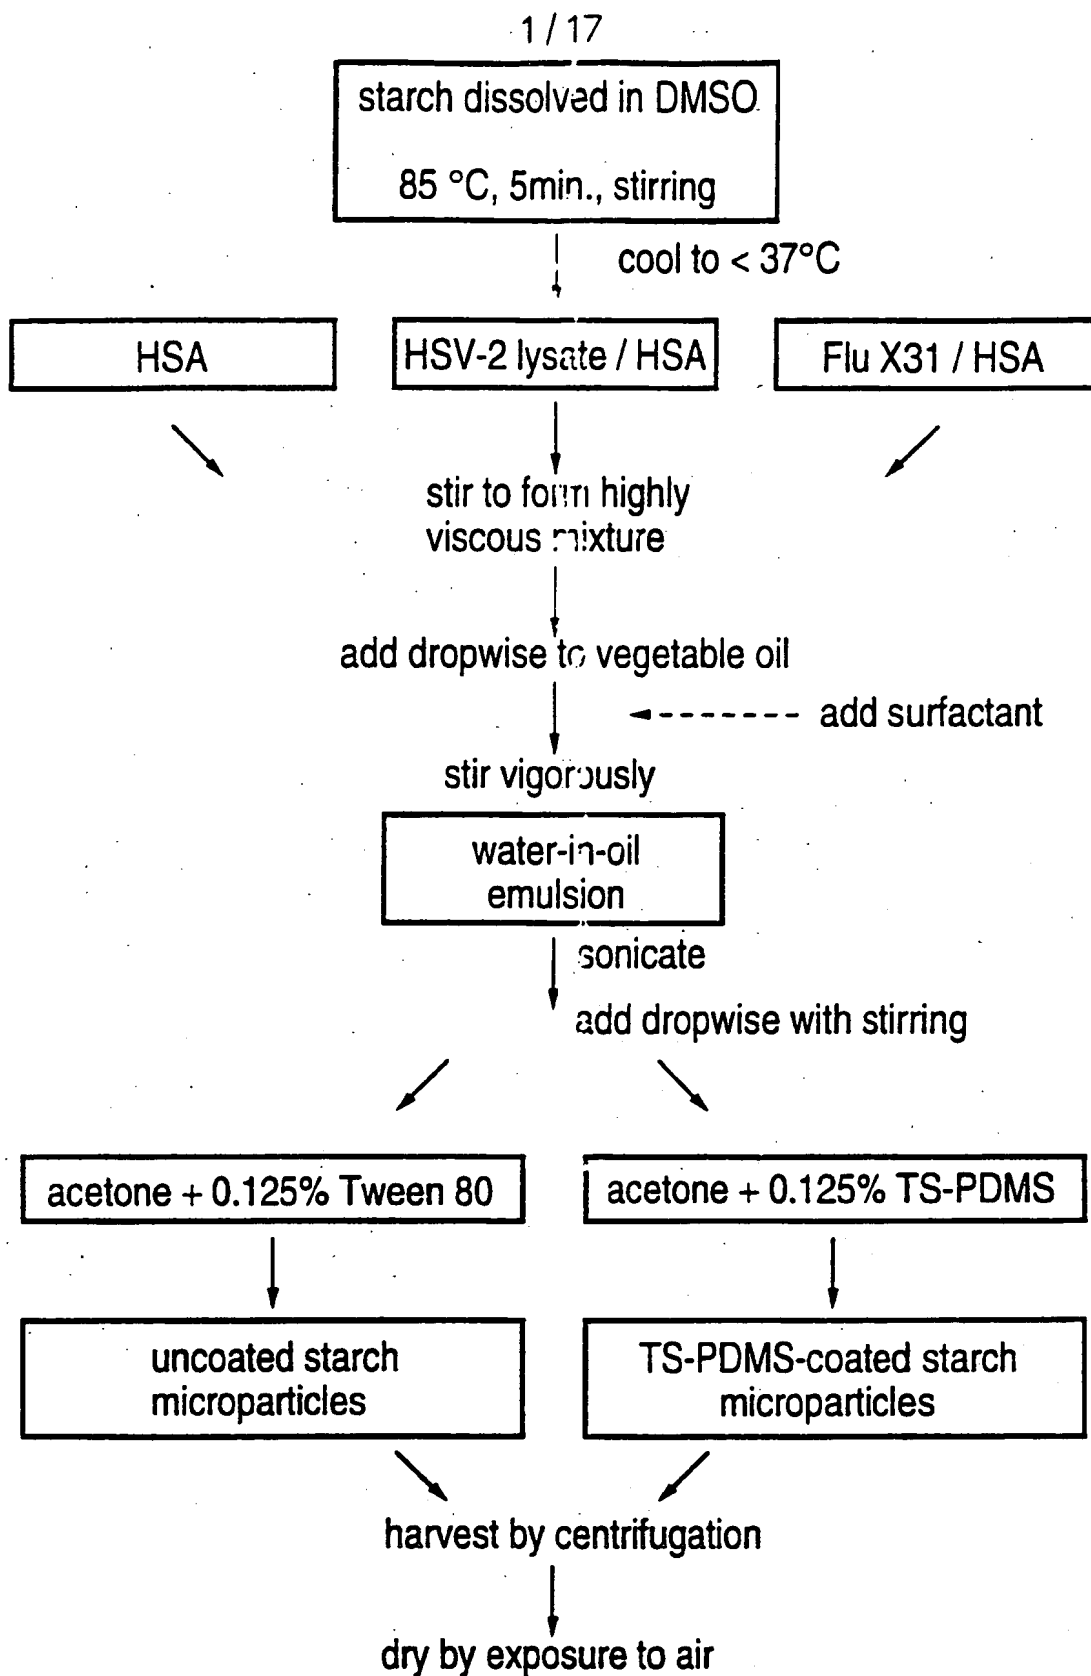 1 / 17
starch dissolved in DMSO
85 °C, 5min., stirring
cool to < 37°C
HSA
HSV-2 lysate / HSA
Flu X31 / HSA
stir to form highly
viscous mixture
add dropwise to vegetable oil
add surfactant
stir vigorously
water-in-oil
emulsion
sonicate
add dropwise with stirring
acetone + 0.125% Tween 80
acetone + 0.125% TS-PDMS
uncoated starch
microparticles
TS-PDMS-coated starch
microparticles
harvest by centrifugation
dry by exposure to air